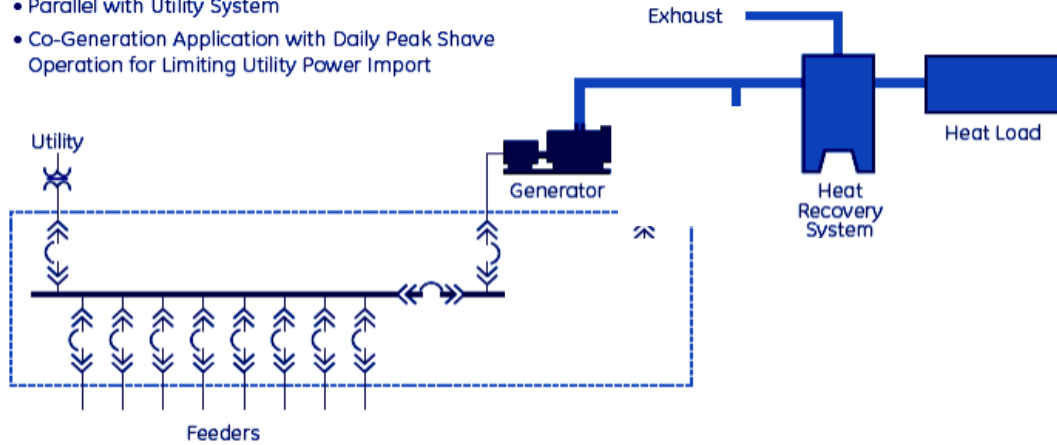 • Parallel with Utility System
• Co-Generation Application with Daily Peak Shave
Operation for Limiting Utility Power Import
Exhaust
Utility
Heat Load
Generator
Heat
Recovery
System
Feeders